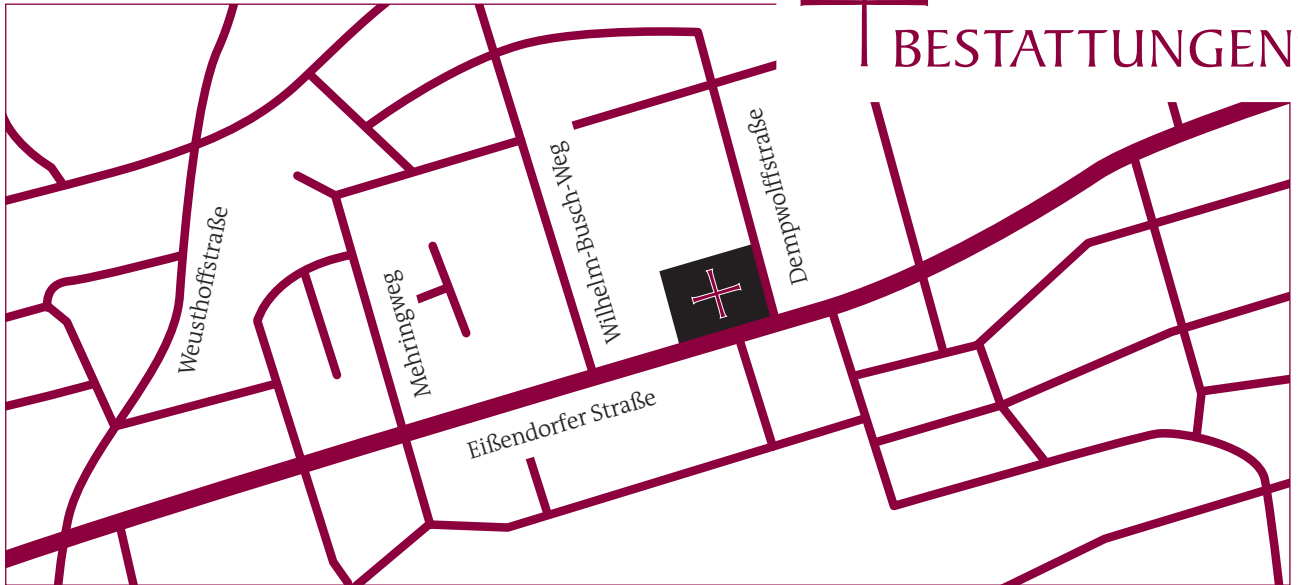 BESTATTUNGEN
Weusthoffstraße
Mehringweg
Wilhelm-Busch-Weg
Dempwolffstraße
Eißendorfer Straße